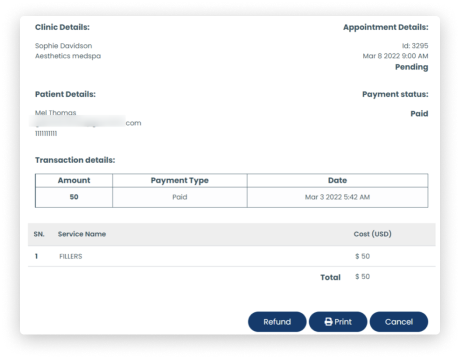 Clinic Details: Appointment Details:
Sophie Davidson Id: 3295
Aesthetics medspa Mar 8 2022 9:00 AM
Pending
Patient Details: Payment status:
Mel Thomas Paid
com
111111111
Transaction details:
Amount Payment Type Date
50 Paid Mar 3 2022 5:42 AM
SN. Service Name Cost (USD)
1 FILLERS $ 50
Total $ 50
Refund Print Cancel